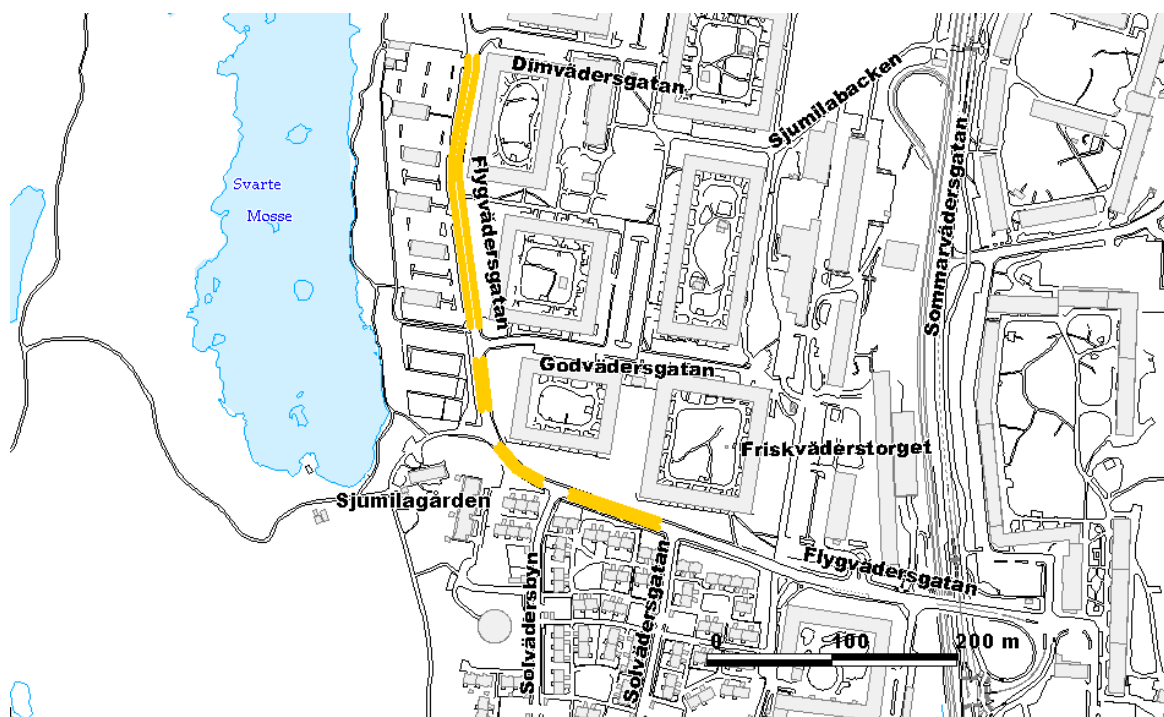 Dimvädersgatan
Sjumilabacken
Svarte
Mosse
Flygvädersgatan
Sommarvädersgatan
Godvädersgatan
Friskväderstorget
Sjumilagården
Flygvädersgatan
Solvädersbyn
Solvädersgatan
0 100 200 m